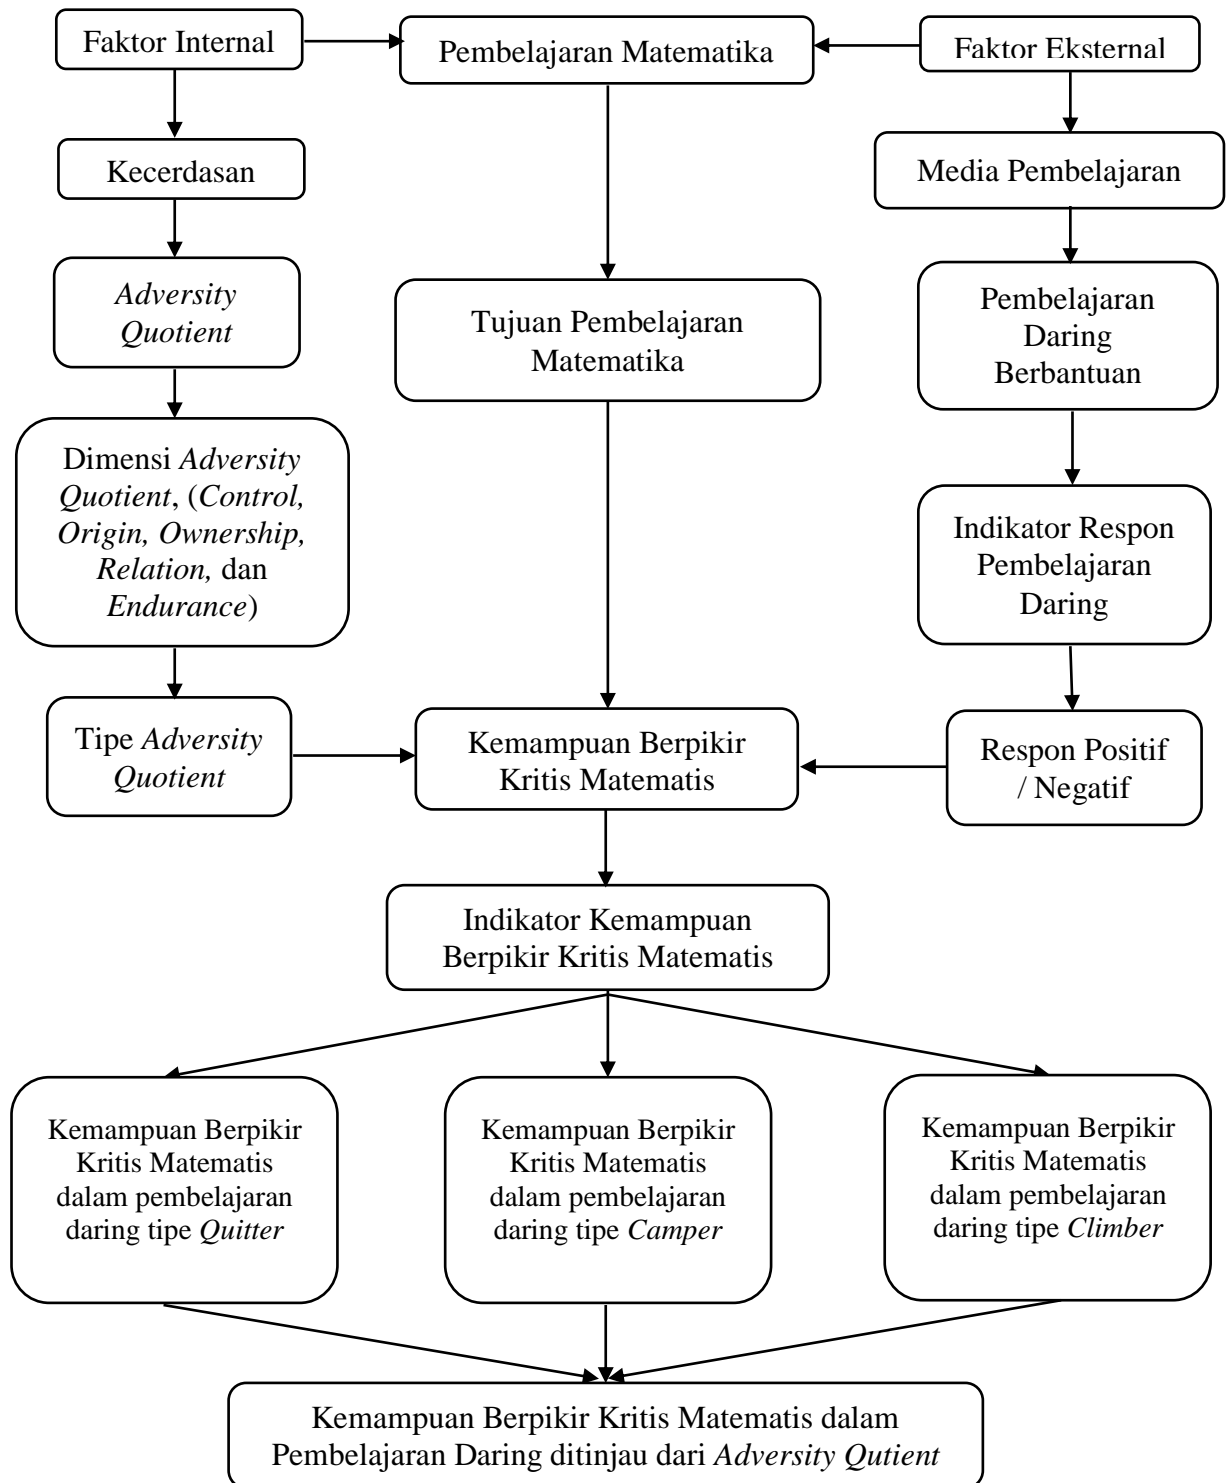 Faktor Internal
Pembelajaran Matematika
Faktor Eksternal
Kecerdasan
Media Pembelajaran
Adversity
Quotient
Tujuan Pembelajaran
Matematika
Pembelajaran
Daring
Berbantuan
Dimensi Adversity
Quotient, (Control,
Origin, Ownership,
Relation, dan
Endurance)
Indikator Respon
Pembelajaran
Daring
Tipe Adversity
Quotient
Kemampuan Berpikir
Kritis Matematis
Respon Positif
/ Negatif
Indikator Kemampuan
Berpikir Kritis Matematis
Kemampuan Berpikir
Kritis Matematis
dalam pembelajaran
daring tipe Quitter
Kemampuan Berpikir
Kritis Matematis
dalam pembelajaran
daring tipe Camper
Kemampuan Berpikir
Kritis Matematis
dalam pembelajaran
daring tipe Climber
Kemampuan Berpikir Kritis Matematis dalam
Pembelajaran Daring ditinjau dari Adversity Qutient